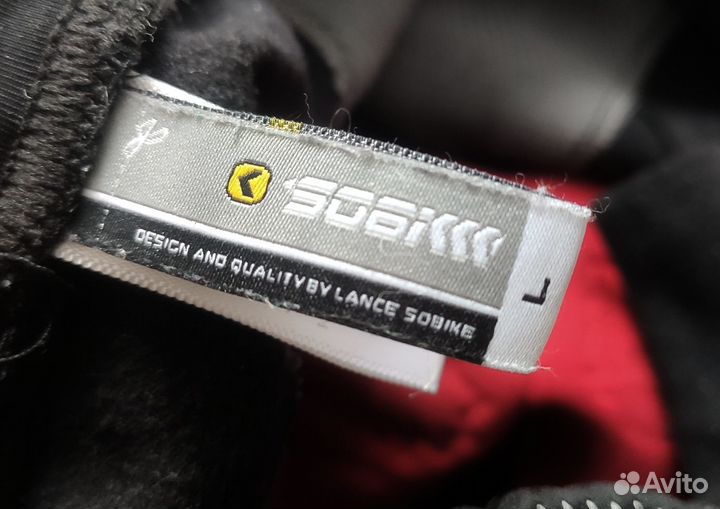 SOBIKE
DESIGN AND QUALITY BY LANCE SOBIKE
L
Avito